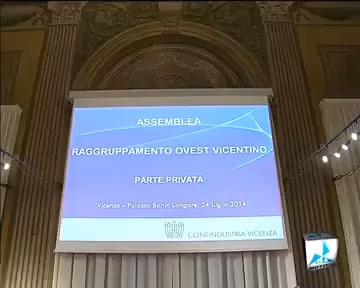 ASSEMBLEA
RAGGRUPPAMENTO OVEST VICENTINO
PARTE PRIVATA
Vicenza – Palazzo Bonin Longare, 24 luglio 2014
CONFINDUSTRIA VICENZA